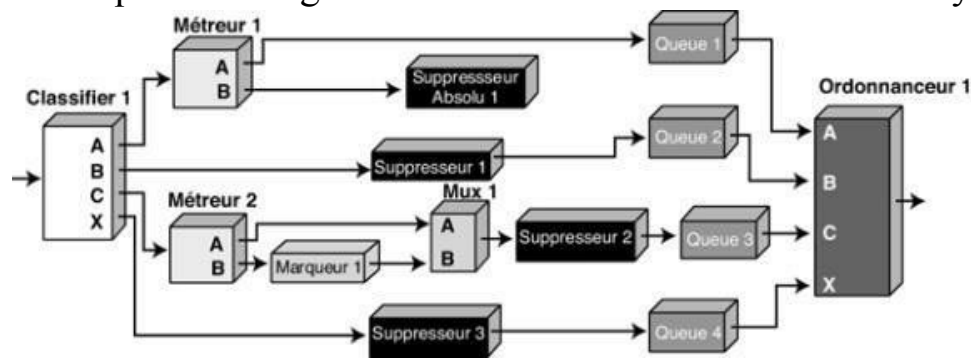 Métreur 1
A
B
Queue 1
Suppressseur
Absolu 1
Classifier 1
A
B
C
X
Ordonnanceur 1
A
B
C
X
Queue 2
Suppresseur 1
Métreur 2
A
B
Marqueur 1
Mux 1
A
B
Suppresseur 2
Queue 3
Suppresseur 3
Queue 4